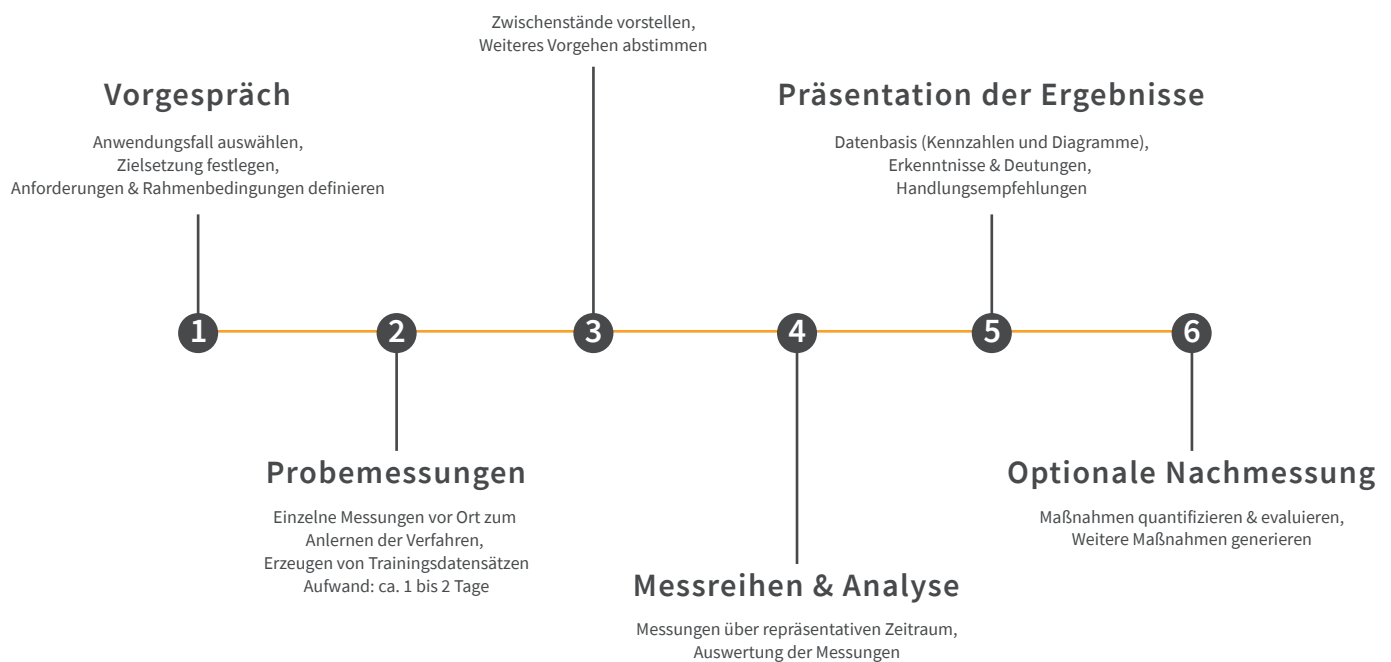 Zwischenstände vorstellen,
Weiteres Vorgehen abstimmen
Vorgespräch
Anwendungsfall auswählen,
Zielsetzung festlegen,
Anforderungen & Rahmenbedingungen definieren
Präsentation der Ergebnisse
Datenbasis (Kennzahlen und Diagramme),
Erkenntnisse & Deutungen,
Handlungsempfehlungen
1
2
3
4
5
6
Probemessungen
Einzelne Messungen vor Ort zum
Anlernen der Verfahren,
Erzeugen von Trainingsdatensätzen
Aufwand: ca. 1 bis 2 Tage
Messreihen & Analyse
Messungen über repräsentativen Zeitraum,
Auswertung der Messungen
Optionale Nachmessung
Maßnahmen quantifizieren & evaluieren,
Weitere Maßnahmen generieren